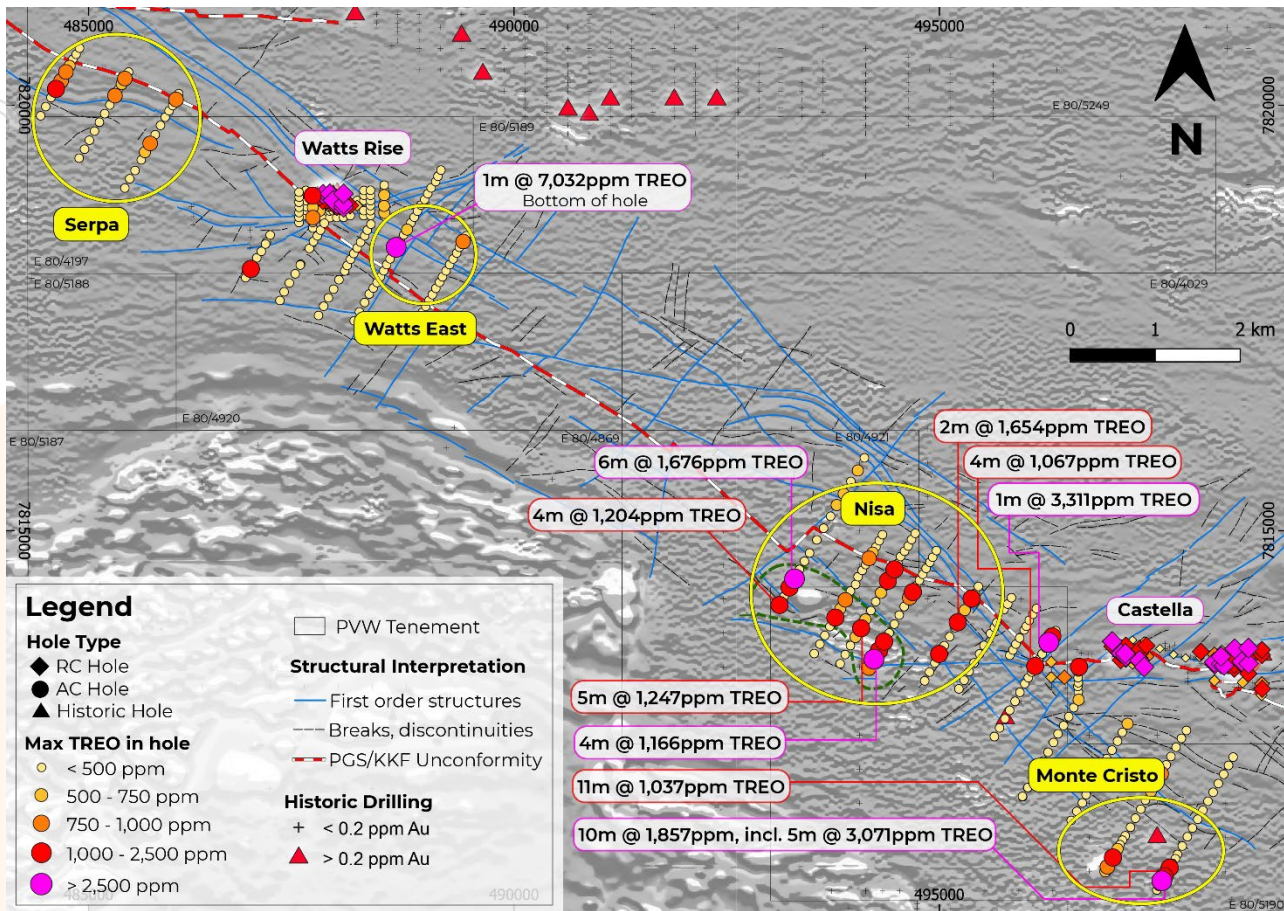 485000
490000
495000
7820000
7820000
E 80/5249
E 80/5189
N
Watts Rise
1m @ 7,032ppm TREO
Bottom of hole
Serpa
E 80/4197
E 80/5188
E 80/4029
Watts East
0 1 2 km
E 80/4920
E 80/5187
E 80/4869
E 80/4921
2m @ 1,654ppm TREO
6m @ 1,676ppm TREO
4m @ 1,067ppm TREO
1m @ 3,311ppm TREO
4m @ 1,204ppm TREO
Nisa
7815000
7815000
Castella
5m @ 1,247ppm TREO
4m @ 1,166ppm TREO
11m @ 1,037ppm TREO
Monte Cristo
10m @ 1,857ppm, incl. 5m @ 3,071ppm TREO
Legend
Hole Type
RC Hole
AC Hole
Historic Hole
Max TREO in hole
< 500 ppm
500 - 750 ppm
750 - 1,000 ppm
1,000 - 2,500 ppm
> 2,500 ppm
PVW Tenement
Structural Interpretation
First order structures
Breaks, discontinuities
PGS/KKF Unconformity
Historic Drilling
< 0.2 ppm Au
> 0.2 ppm Au
485000
490000
495000
E 80/5190